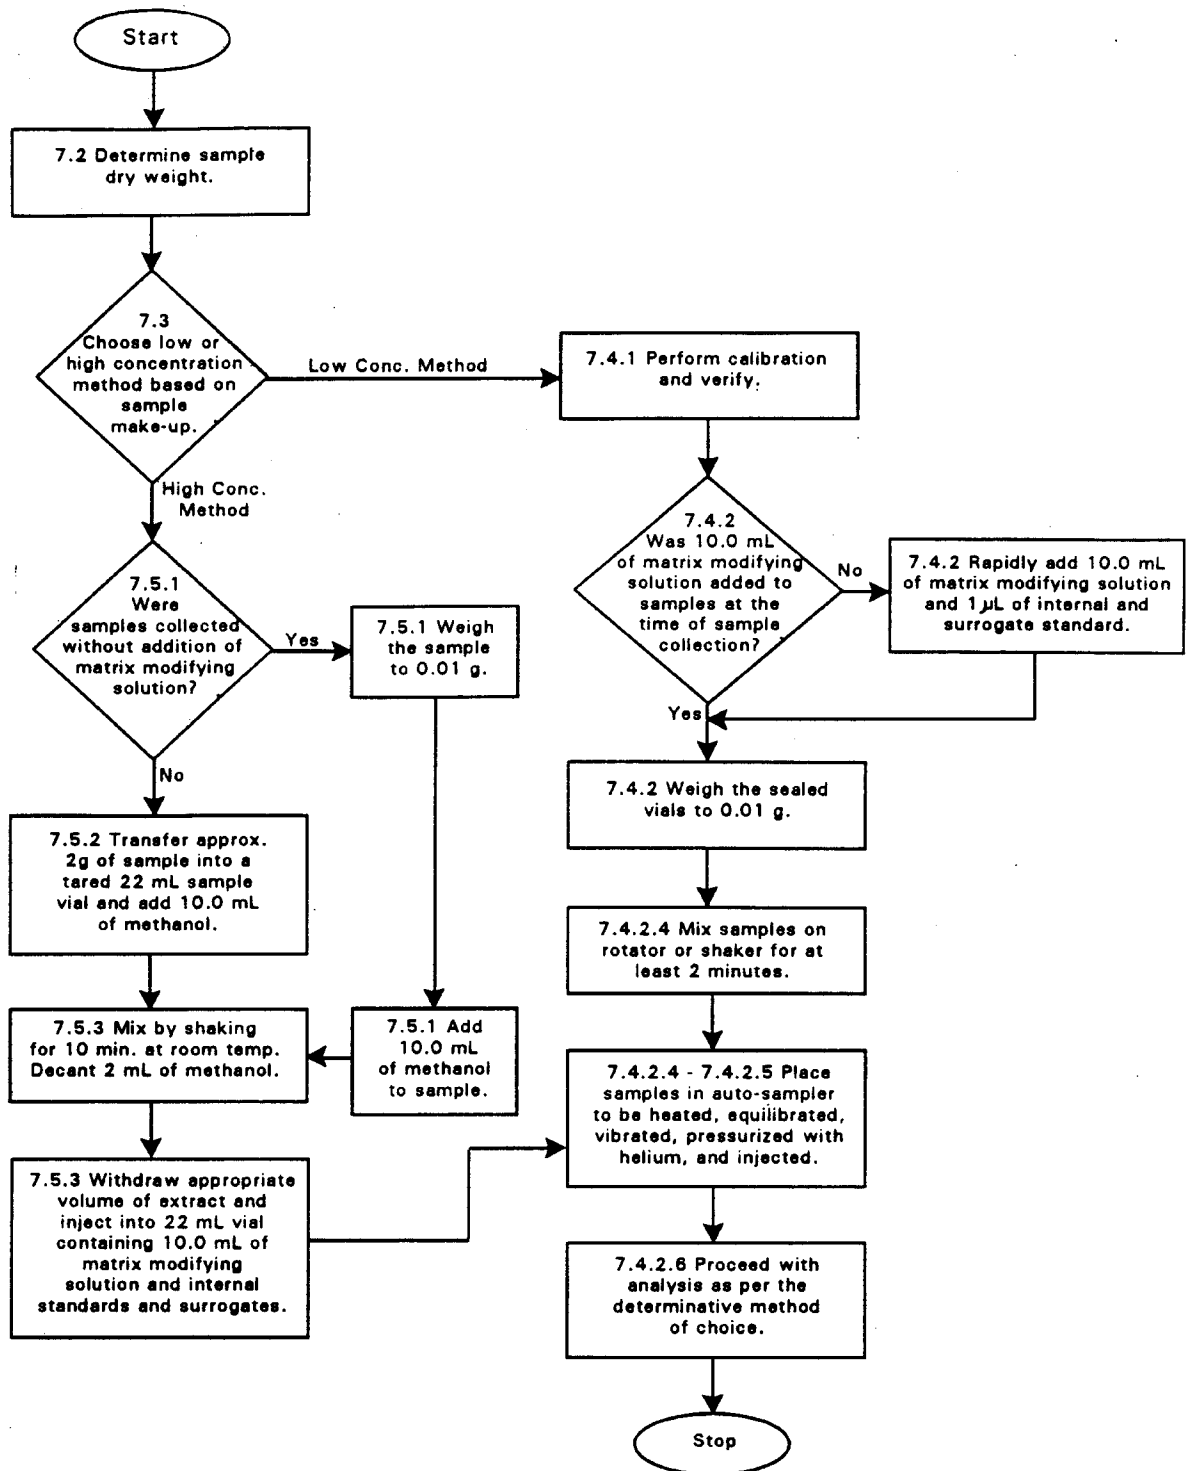 Start
7.2 Determine sample
dry weight.
7.3
Choose low or
high concentration
method based on
sample
make-up.
Low Conc. Method
High Conc.
Method
7.4.1 Perform calibration
and verify.
7.4.2
Was 10.0 mL
of matrix modifying
solution added to
samples at the
time of sample
collection?
No
7.4.2 Rapidly add 10.0 mL
of matrix modifying solution
and 1 µL of internal and
surrogate standard.
Yes
7.5.1
Were
samples collected
without addition of
matrix modifying
solution?
Yes
7.5.1 Weigh
the sample
to 0.01 g.
No
7.5.2 Transfer approx.
2g of sample into a
tared 22 mL sample
vial and add 10.0 mL
of methanol.
7.5.3 Mix by shaking
for 10 min. at room temp.
Decant 2 mL of methanol.
7.5.1 Add
10.0 mL
of methanol
to sample.
7.5.3 Withdraw appropriate
volume of extract and
inject into 22 mL vial
containing 10.0 mL of
matrix modifying
solution and internal
standards and surrogates.
7.4.2 Weigh the sealed
vials to 0.01 g.
7.4.2.4 Mix samples on
rotator or shaker for at
least 2 minutes.
7.4.2.4 - 7.4.2.5 Place
samples in auto-sampler
to be heated, equilibrated,
vibrated, pressurized with
helium, and injected.
7.4.2.6 Proceed with
analysis as per the
determinative method
of choice.
Stop